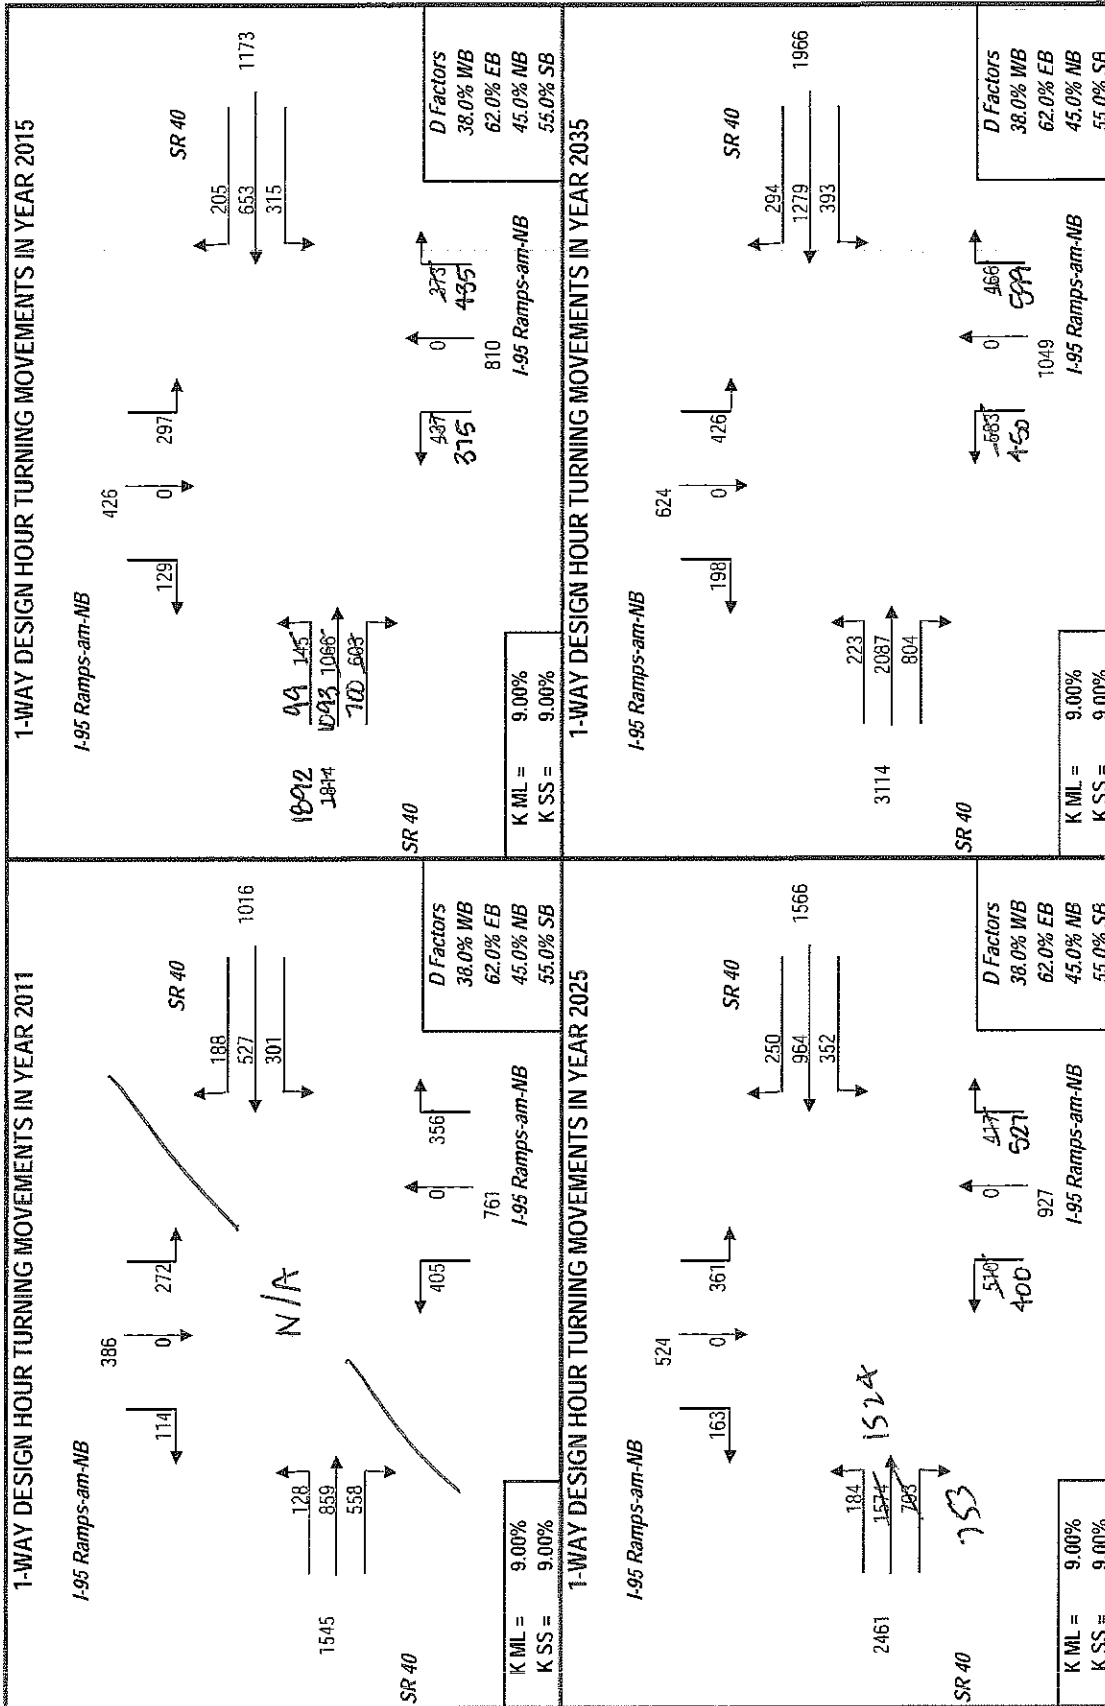 1-WAY DESIGN HOUR TURNING MOVEMENTS IN YEAR 2011
I-95 Ramps-am-NB
386
114
0
272
SR 40
188
527
301
1016
N/A
1545
128
859
558
SR 40
405
0
356
761
I-95 Ramps-am-NB
K ML = 9.00%
K SS = 9.00%
D Factors
38.0% WB
62.0% EB
45.0% NB
55.0% SB
1-WAY DESIGN HOUR TURNING MOVEMENTS IN YEAR 2015
I-95 Ramps-am-NB
426
129
0
297
SR 40
205
653
315
1173
1892
1814
99 145
1093 1066
700 603
SR 40
437
375
0
373
435
810
I-95 Ramps-am-NB
K ML = 9.00%
K SS = 9.00%
D Factors
38.0% WB
62.0% EB
45.0% NB
55.0% SB
1-WAY DESIGN HOUR TURNING MOVEMENTS IN YEAR 2025
I-95 Ramps-am-NB
524
163
0
361
SR 40
250
964
352
1566
2461
184
1574 1524
703
753
SR 40
510
400
0
417
527
927
I-95 Ramps-am-NB
K ML = 9.00%
K SS = 9.00%
D Factors
38.0% WB
62.0% EB
45.0% NB
55.0% SB
1-WAY DESIGN HOUR TURNING MOVEMENTS IN YEAR 2035
I-95 Ramps-am-NB
624
198
0
426
SR 40
294
1279
393
1966
3114
223
2087
804
SR 40
583
450
0
466
599
1049
I-95 Ramps-am-NB
K ML = 9.00%
K SS = 9.00%
D Factors
38.0% WB
62.0% EB
45.0% NB
55.0% SB